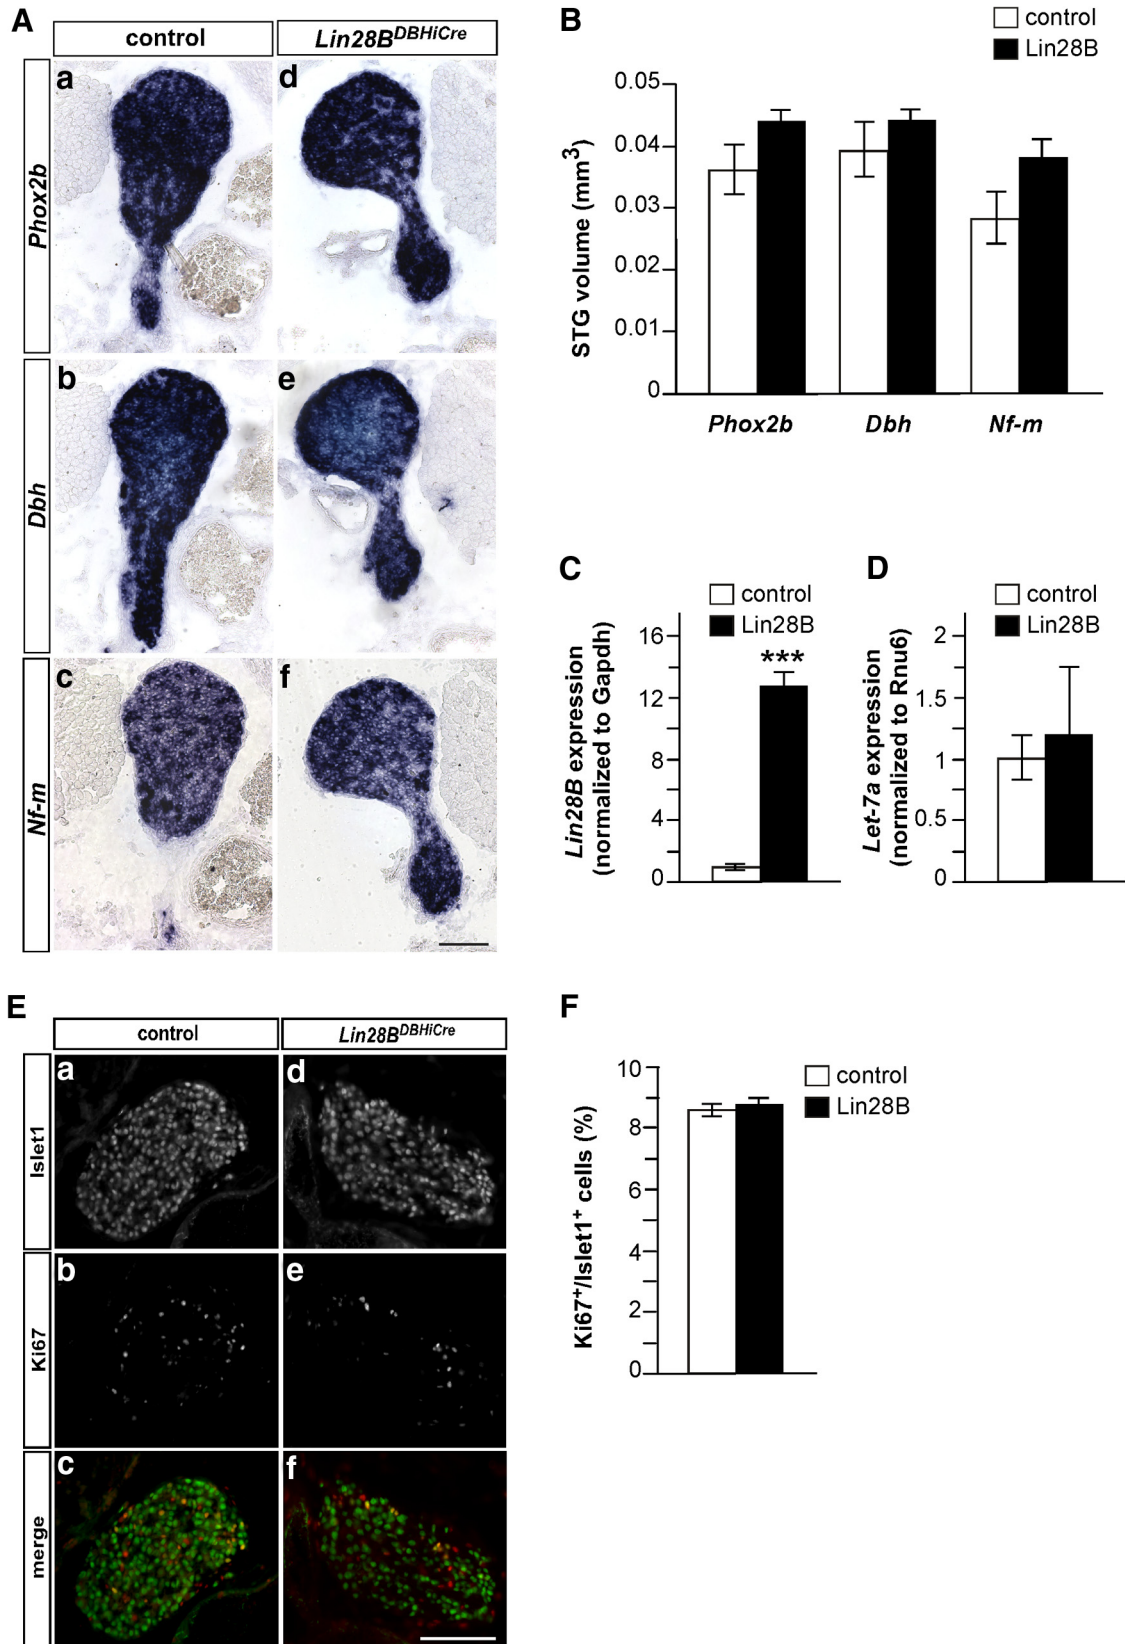 A
control
Lin28B^DBHiCre
Phox2b
a
d
Dbh
b
e
Nf-m
c
f
B
control
Lin28B
STG volume (mm³)
0.05
0.04
0.03
0.02
0.01
0
Phox2b Dbh Nf-m
C
control
Lin28B
Lin28B expression
(normalized to Gapdh)
16
12
8
4
0
***
D
control
Lin28B
Let-7a expression
(normalized to Rnu6)
2
1.5
1
0.5
0
E
control
Lin28B^DBHiCre
Islet1
a
d
Ki67
b
e
merge
c
f
F
control
Lin28B
Ki67⁺/Islet1⁺ cells (%)
10
8
6
4
2
0